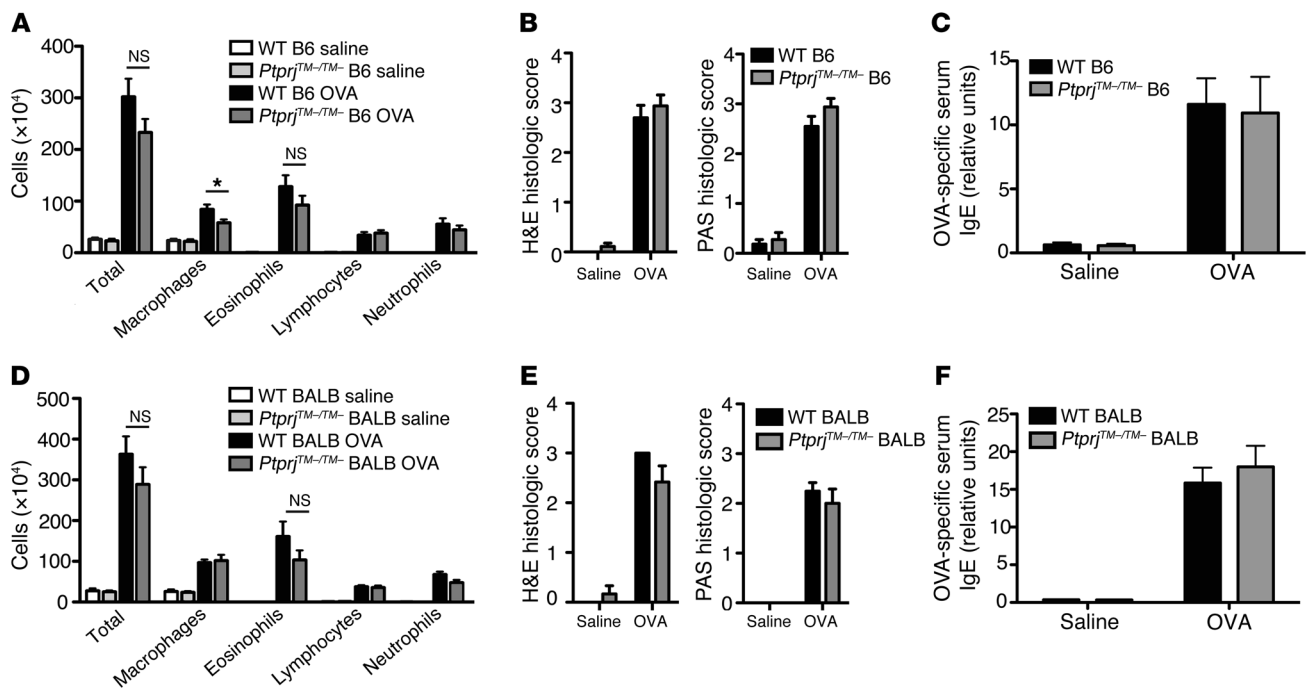 A
Cells (×10⁴)
400
300
200
100
0
NS
*
NS
WT B6 saline
Ptprj^TM–/TM– B6 saline
WT B6 OVA
Ptprj^TM–/TM– B6 OVA
Total
Macrophages
Eosinophils
Lymphocytes
Neutrophils
B
H&E histologic score
4
3
2
1
0
Saline OVA
PAS histologic score
4
3
2
1
0
WT B6
Ptprj^TM–/TM– B6
Saline OVA
C
OVA-specific serum
IgE (relative units)
15
10
5
0
WT B6
Ptprj^TM–/TM– B6
Saline OVA
D
Cells (×10⁴)
500
400
300
200
100
0
NS
NS
WT BALB saline
Ptprj^TM–/TM– BALB saline
WT BALB OVA
Ptprj^TM–/TM– BALB OVA
Total
Macrophages
Eosinophils
Lymphocytes
Neutrophils
E
H&E histologic score
4
3
2
1
0
Saline OVA
PAS histologic score
4
3
2
1
0
WT BALB
Ptprj^TM–/TM– BALB
Saline OVA
F
OVA-specific serum
IgE (relative units)
25
20
15
10
5
0
WT BALB
Ptprj^TM–/TM– BALB
Saline OVA